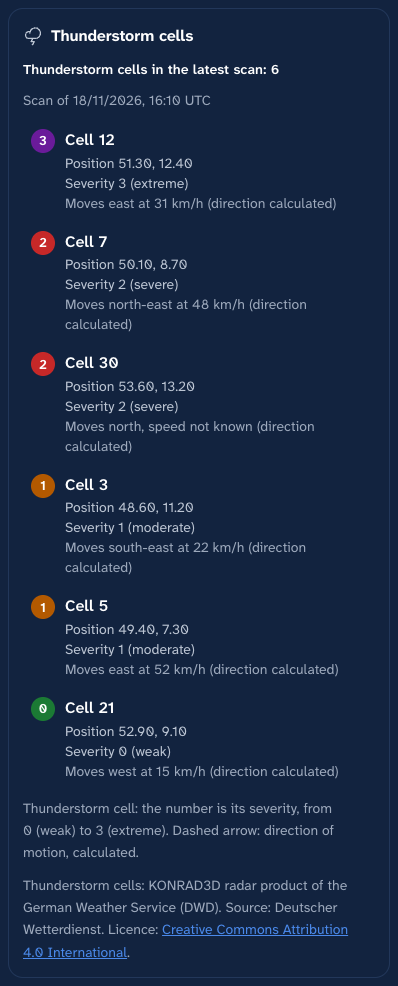 Thunderstorm cells
Thunderstorm cells in the latest scan: 6
Scan of 18/11/2026, 16:10 UTC
3 Cell 12
Position 51.30, 12.40
Severity 3 (extreme)
Moves east at 31 km/h (direction calculated)
2 Cell 7
Position 50.10, 8.70
Severity 2 (severe)
Moves north-east at 48 km/h (direction
calculated)
2 Cell 30
Position 53.60, 13.20
Severity 2 (severe)
Moves north, speed not known (direction
calculated)
1 Cell 3
Position 48.60, 11.20
Severity 1 (moderate)
Moves south-east at 22 km/h (direction
calculated)
1 Cell 5
Position 49.40, 7.30
Severity 1 (moderate)
Moves east at 52 km/h (direction calculated)
0 Cell 21
Position 52.90, 9.10
Severity 0 (weak)
Moves west at 15 km/h (direction calculated)
Thunderstorm cell: the number is its severity, from
0 (weak) to 3 (extreme). Dashed arrow: direction of
motion, calculated.
Thunderstorm cells: KONRAD3D radar product of the
German Weather Service (DWD). Source: Deutscher
Wetterdienst. Licence: Creative Commons Attribution
4.0 International.